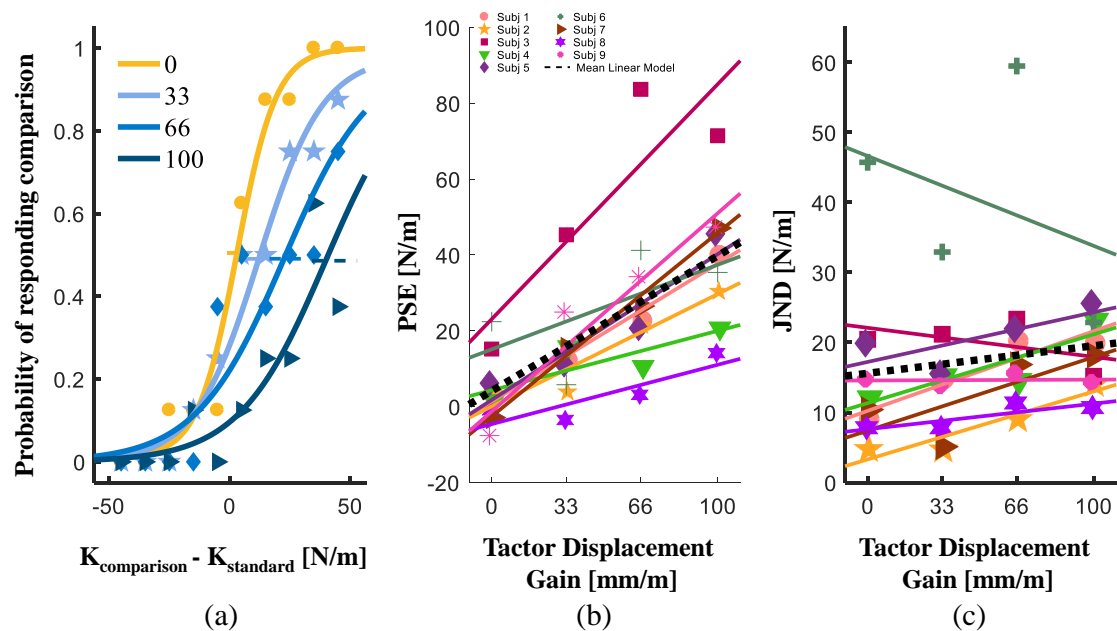 Probability of responding comparison
1
0.8
0.6
0.4
0.2
0
0
33
66
100
-50
0
50
K_comparison - K_standard [N/m]
(a)
Subj 1
Subj 2
Subj 3
Subj 4
Subj 5
Subj 6
Subj 7
Subj 8
Subj 9
Mean Linear Model
PSE [N/m]
100
80
60
40
20
0
-20
0
33
66
100
Tactor Displacement
Gain [mm/m]
(b)
JND [N/m]
60
50
40
30
20
10
0
0
33
66
100
Tactor Displacement
Gain [mm/m]
(c)